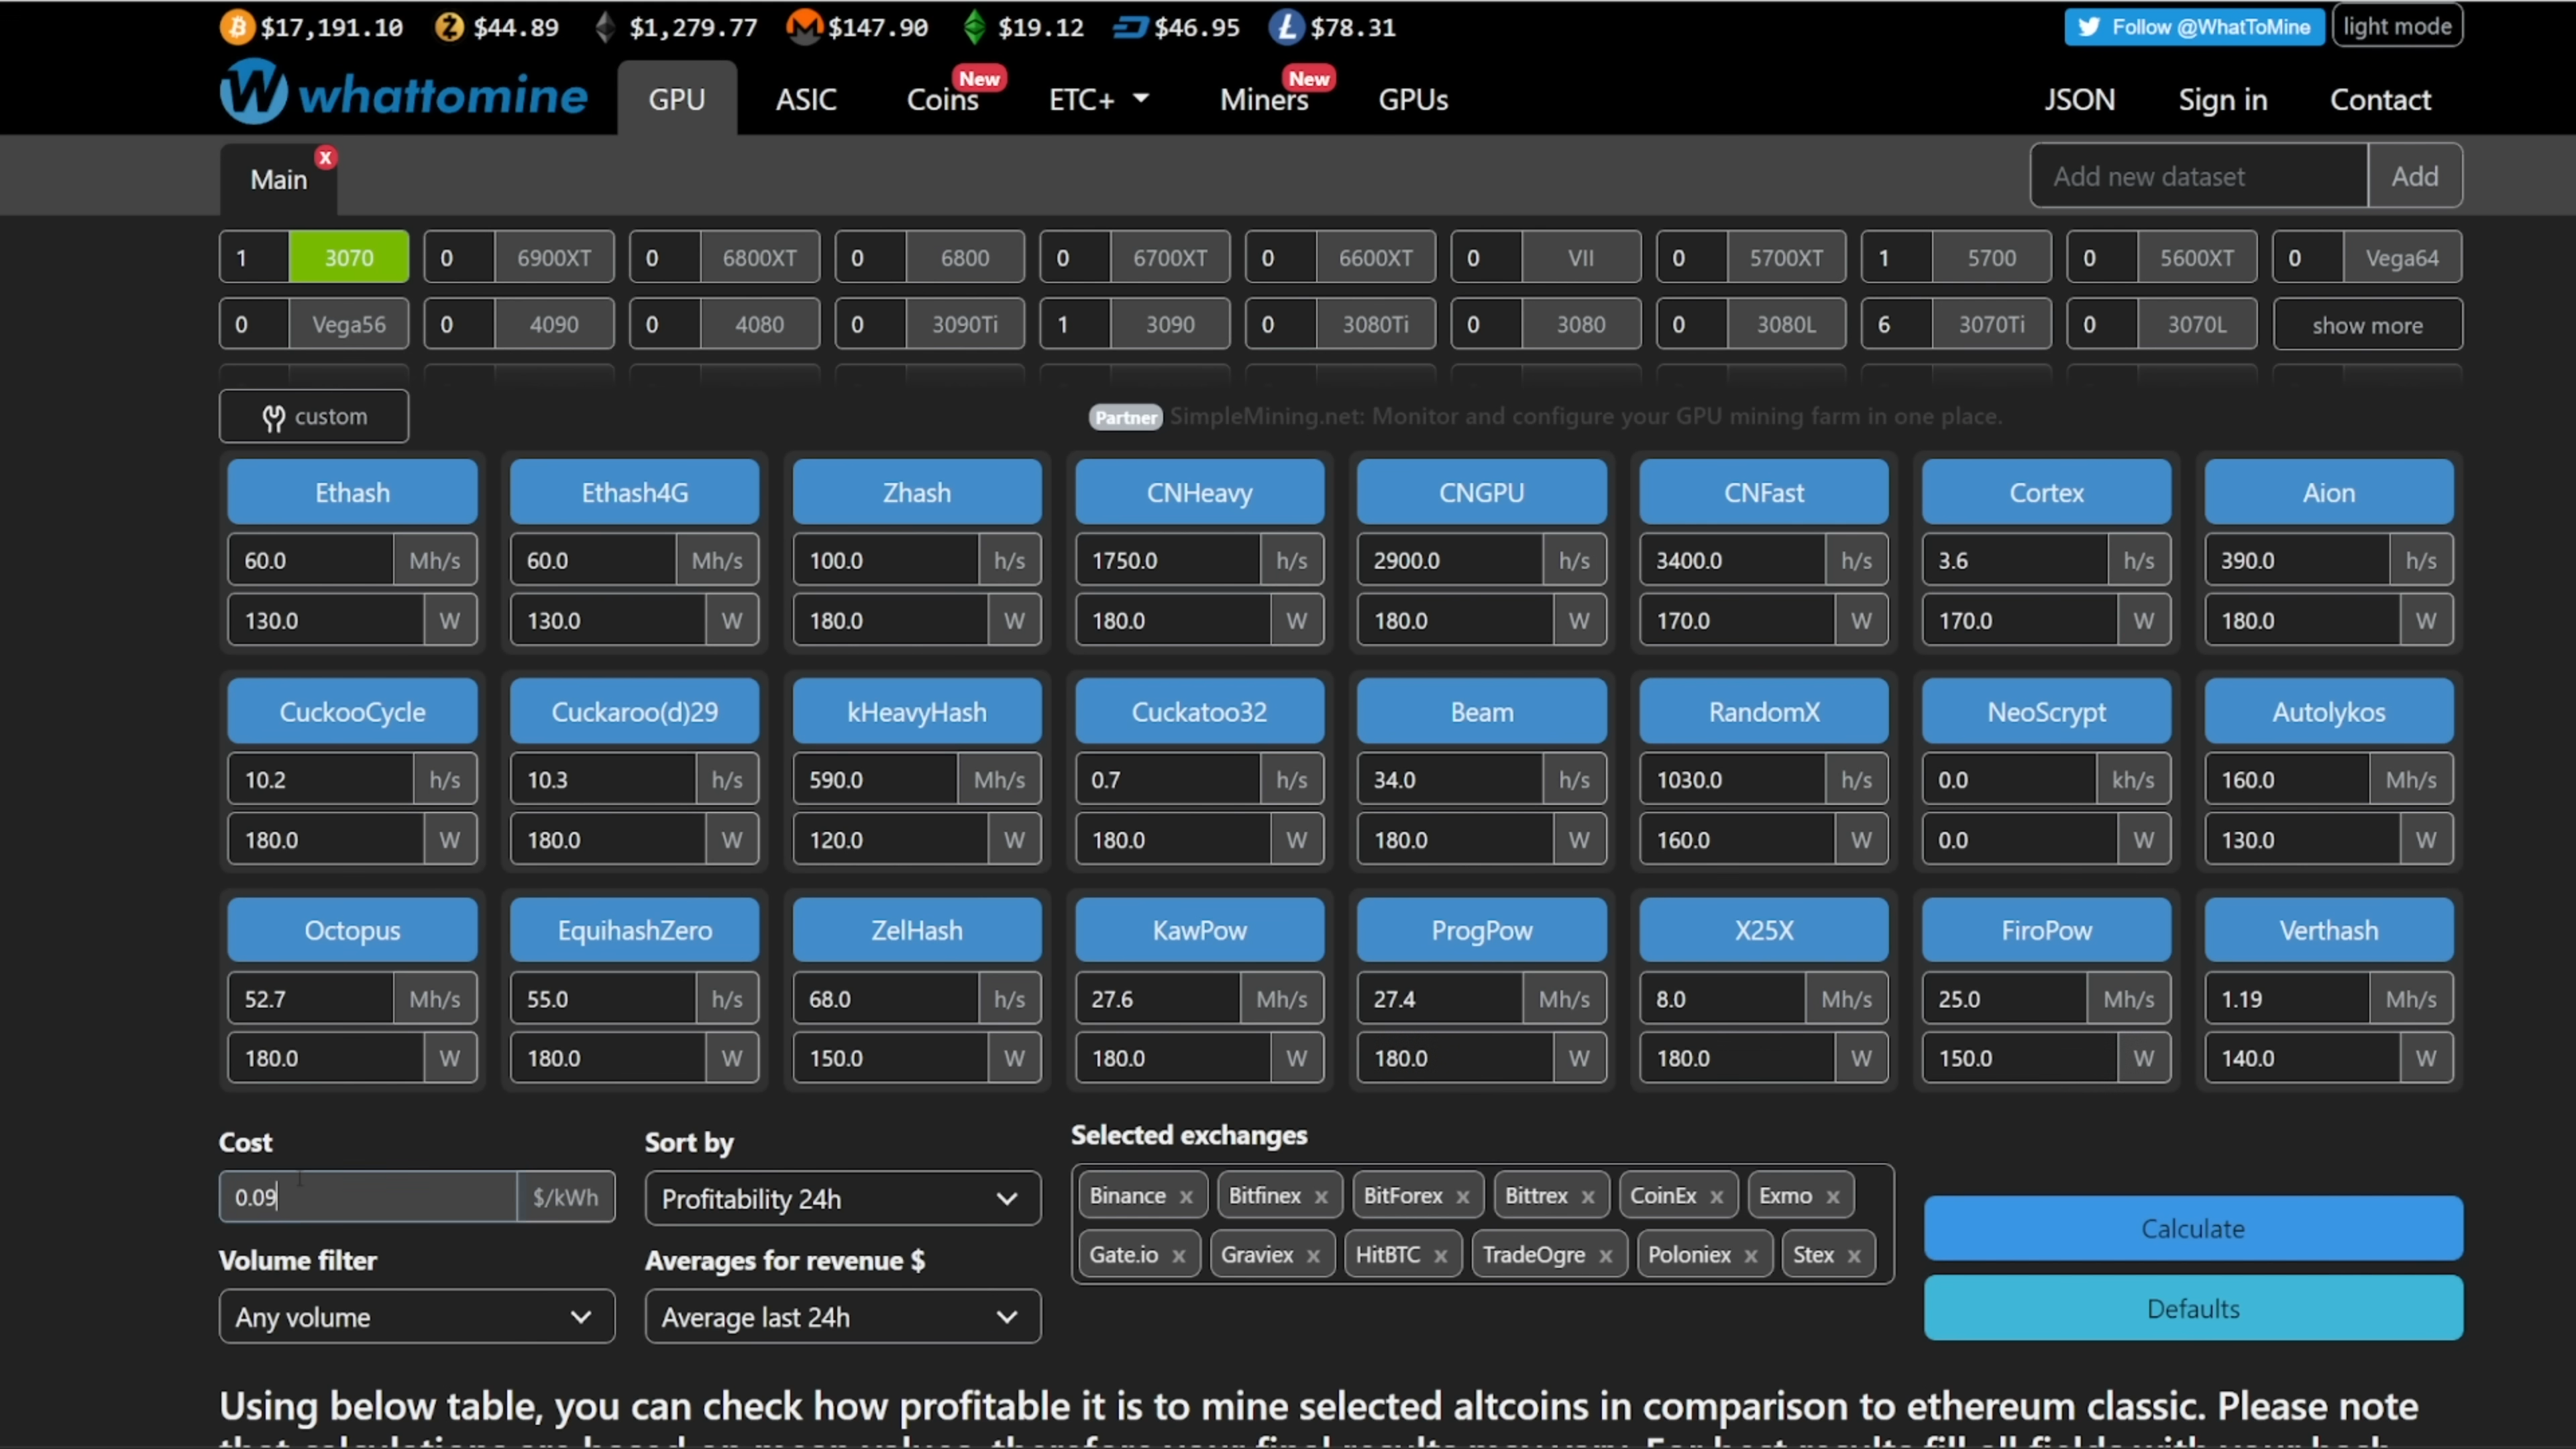 $17,191.10 $44.89 $1,279.77 $147.90 $19.12 $46.95 $78.31 Follow @WhatToMine light mode
whattomine GPU ASIC Coins New ETC+ Miners New GPUs JSON Sign in Contact
Main x Add new dataset Add
1 3070 0 6900XT 0 6800XT 0 6800 0 6700XT 0 6600XT 0 VII 0 5700XT 1 5700 0 5600XT 0 Vega64
0 Vega56 0 4090 0 4080 0 3090Ti 1 3090 0 3080Ti 0 3080 0 3080L 6 3070Ti 0 3070L show more
custom Partner SimpleMining.net: Monitor and configure your GPU mining farm in one place.
Ethash Ethash4G Zhash CNHeavy CNGPU CNFast Cortex Aion
60.0 Mh/s 60.0 Mh/s 100.0 h/s 1750.0 h/s 2900.0 h/s 3400.0 h/s 3.6 h/s 390.0 h/s
130.0 W 130.0 W 180.0 W 180.0 W 180.0 W 170.0 W 170.0 W 180.0 W
CuckooCycle Cuckaroo(d)29 kHeavyHash Cuckatoo32 Beam RandomX NeoScrypt Autolykos
10.2 h/s 10.3 h/s 590.0 Mh/s 0.7 h/s 34.0 h/s 1030.0 h/s 0.0 kh/s 160.0 Mh/s
180.0 W 180.0 W 120.0 W 180.0 W 180.0 W 160.0 W 0.0 W 130.0 W
Octopus EquihashZero ZelHash KawPow ProgPow X25X FiroPow Verthash
52.7 Mh/s 55.0 h/s 68.0 h/s 27.6 Mh/s 27.4 Mh/s 8.0 Mh/s 25.0 Mh/s 1.19 Mh/s
180.0 W 180.0 W 150.0 W 180.0 W 180.0 W 180.0 W 150.0 W 140.0 W
Cost Sort by Selected exchanges
0.09 $/kWh Profitability 24h Binance x Bitfinex x BitForex x Bittrex x CoinEx x Exmo x
Calculate
Volume filter Averages for revenue $ Gate.io x Graviex x HitBTC x TradeOgre x Poloniex x Stex x
Any volume Average last 24h Defaults
Using below table, you can check how profitable it is to mine selected altcoins in comparison to ethereum classic. Please note